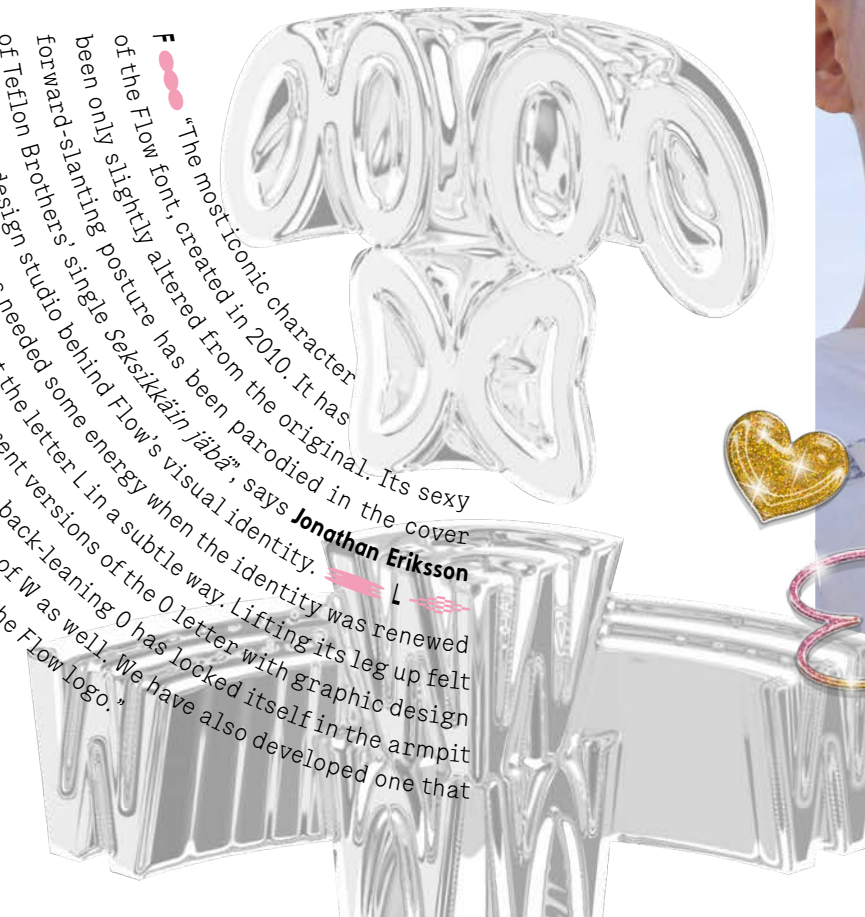 F "The most iconic character
of the Flow font, created in 2010. It has
been only slightly altered from the original. Its sexy
forward-slanting posture has been parodied in the cover
of Teflon Brothers' single Seksikkäin jäbä", says Jonathan Eriksson
design studio behind Flow's visual identity. L
needed some energy when the identity was renewed
the letter L in a subtle way. Lifting its leg up felt
versions of the O letter with graphic design
back-leaning O has locked itself in the armpit
of W as well. We have also developed one that
the Flow logo."